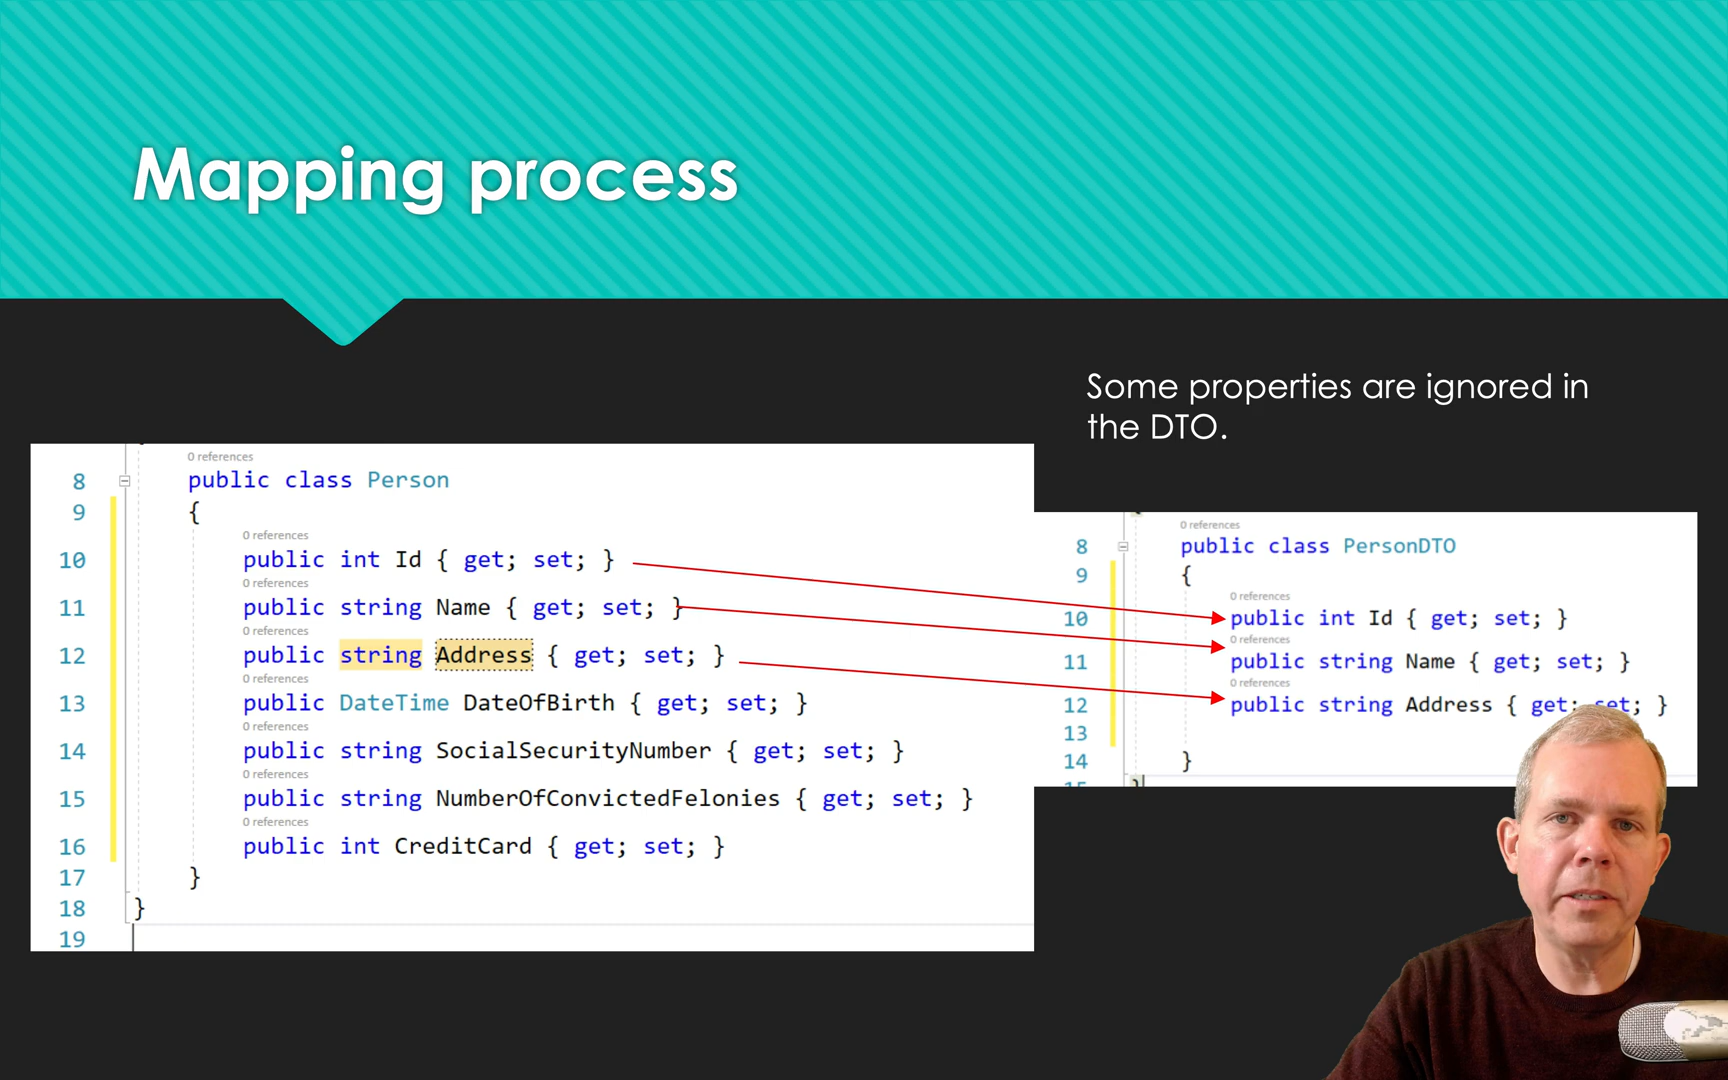 Mapping process
Some properties are ignored in
the DTO.
0 references
8 public class Person
9 {
0 references
10 public int Id { get; set; }
0 references
11 public string Name { get; set; }
0 references
12 public string Address { get; set; }
0 references
13 public DateTime DateOfBirth { get; set; }
0 references
14 public string SocialSecurityNumber { get; set; }
0 references
15 public string NumberOfConvictedFelonies { get; set; }
0 references
16 public int CreditCard { get; set; }
17 }
18 }
19
0 references
8 public class PersonDTO
9 {
0 references
10 public int Id { get; set; }
0 references
11 public string Name { get; set; }
0 references
12 public string Address { get; set; }
13
14 }
15 }